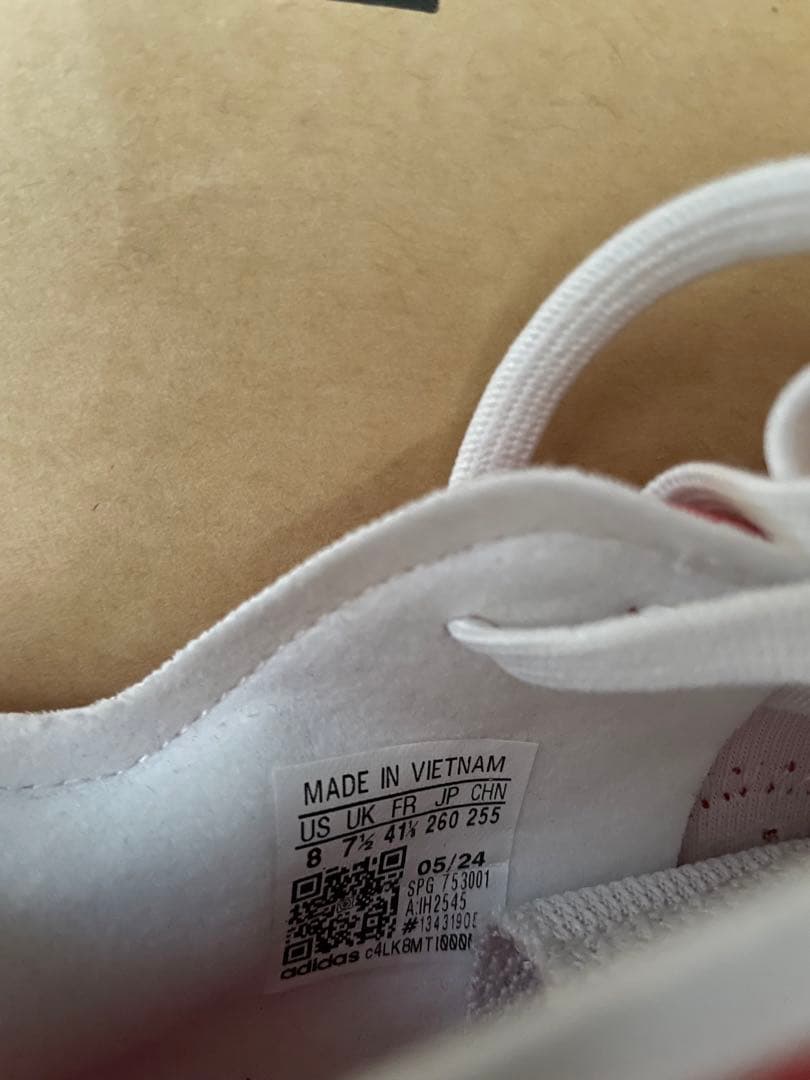 MADE IN VIETNAM
US UK FR JP CHN
8 7½ 41⅓ 260 255
05/24
SPG 753001
A:IH2545
adidas